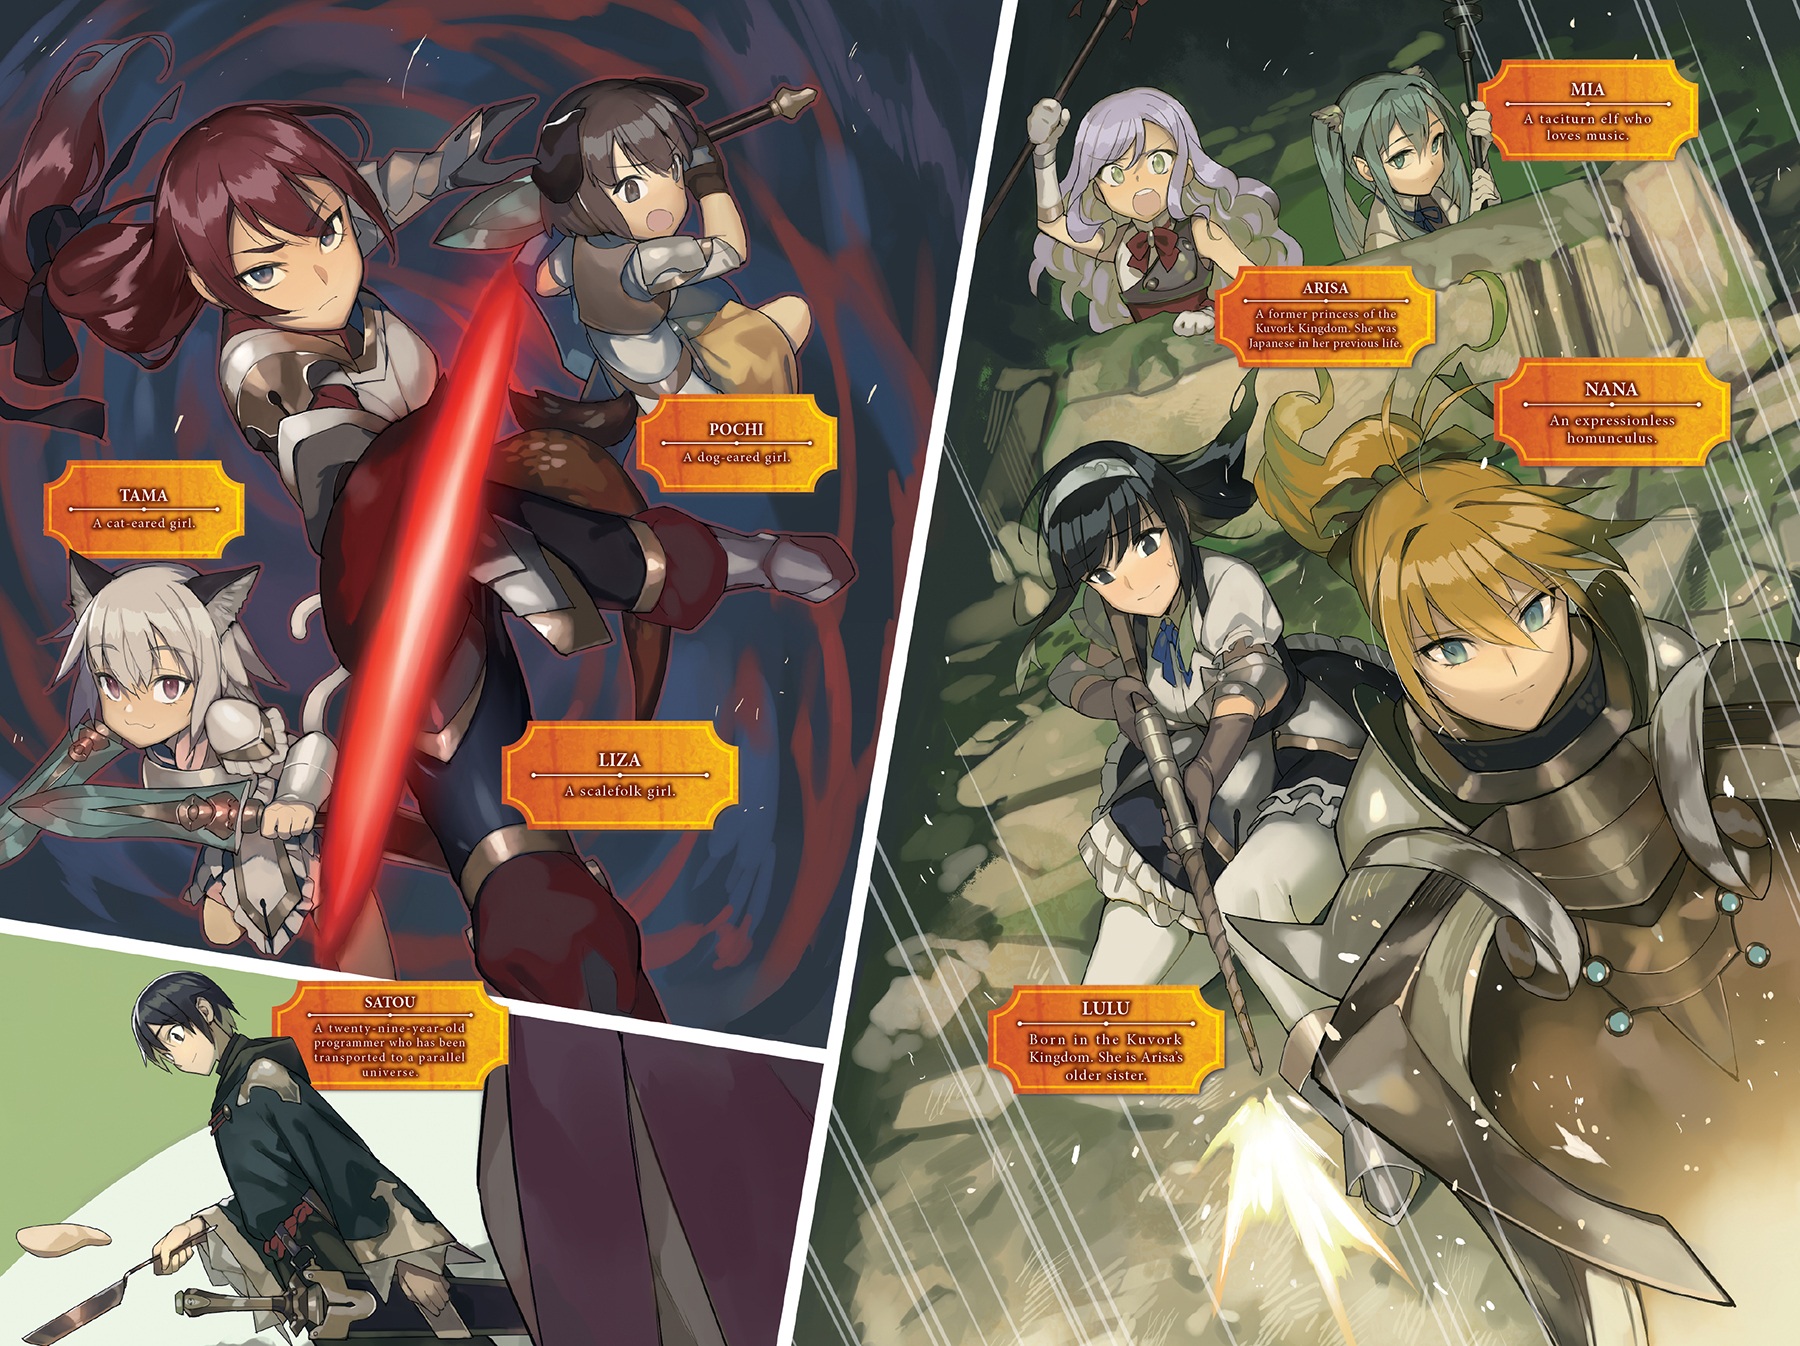 POCHI
A dog-eared girl.
TAMA
A cat-eared girl.
LIZA
A scalefolk girl.
SATOU
A twenty-nine-year-old
programmer who has been
transported to a parallel
universe.
MIA
A taciturn elf who
loves music.
ARISA
A former princess of the
Kuvork Kingdom. She was
Japanese in her previous life.
NANA
An expressionless
homunculus.
LULU
Born in the Kuvork
Kingdom. She is Arisa's
older sister.